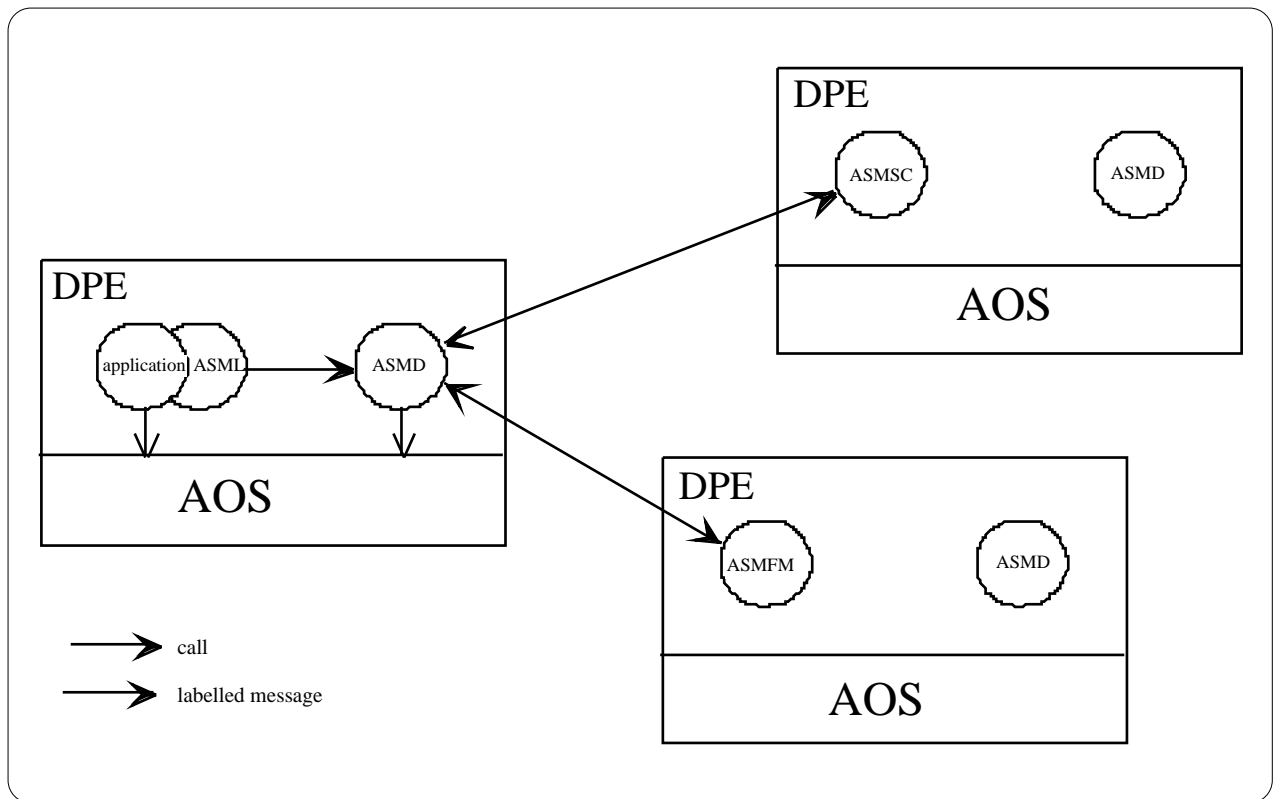 DPE
ASMSC
ASMD
AOS
DPE
application
ASML
ASMD
AOS
DPE
ASMFM
ASMD
AOS
call
labelled message